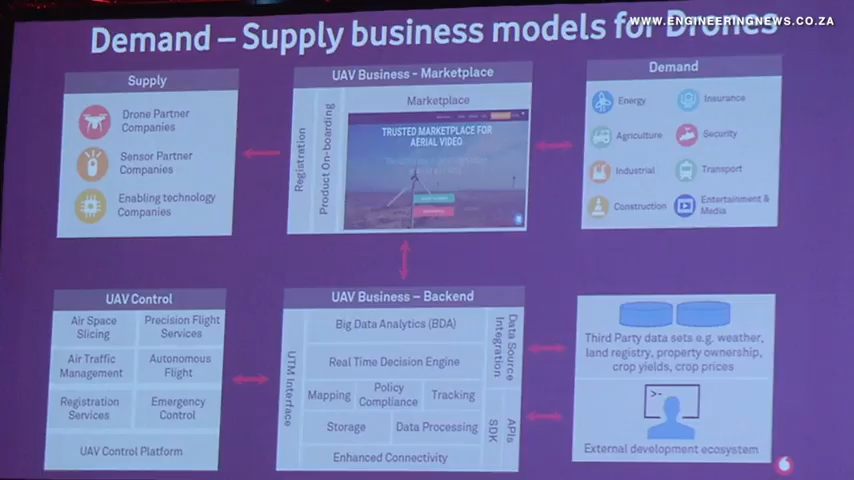 WWW.ENGINEERINGNEWS.CO.ZA
Demand – Supply business models for Drones
Supply
Drone Partner
Companies
Sensor Partner
Companies
Enabling technology
Companies
UAV Business - Marketplace
Registration
Product On-boarding
Marketplace
TRUSTED MARKETPLACE FOR
AERIAL VIDEO
Demand
Energy
Insurance
Agriculture
Security
Industrial
Transport
Construction
Entertainment &
Media
UAV Control
Air Space
Slicing
Precision Flight
Services
Air Traffic
Management
Autonomous
Flight
Registration
Services
Emergency
Control
UAV Control Platform
UAV Business – Backend
UTM Interface
Big Data Analytics (BDA)
Real Time Decision Engine
Mapping
Policy
Compliance
Tracking
Storage
Data Processing
Enhanced Connectivity
Data Source
Integration
APIs
SDK
Third Party data sets e.g. weather,
land registry, property ownership,
crop yields, crop prices
>-
External development ecosystem